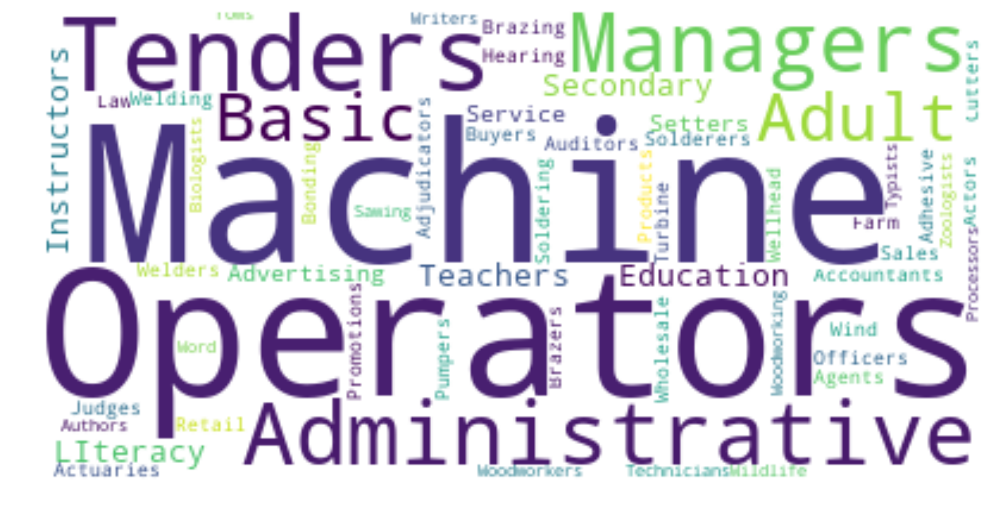 Writers
Brazing
Managers
Tenders
Hearing
Cutters
Instructors
Secondary
Law
Welding
Basic
Adult
Service
Setters
Buyers
Solderers
Auditors
Adjudicators
Biologists
Bonding
Machine
Sawing
Soldering
Products
Turbine
Wellhead
Typists
Farm
Adhesive
Zoologists
Actors
Sales
Processors
Welders
Advertising
Teachers
Education
Accountants
Operators
Word
Promotions
Pumpers
Brazers
Wholesale
Woodworking
Wind
Officers
Agents
Judges
Authors
Retail
Administrative
LIteracy
Actuaries
Woodworkers
Technicians
Wildlife